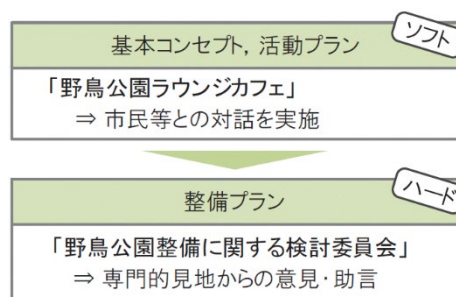 ソフト
基本コンセプト, 活動プラン
「野鳥公園ラウンジカフェ」
⇒ 市民等との対話を実施
ハード
整備プラン
「野鳥公園整備に関する検討委員会」
⇒ 専門的見地からの意見・助言